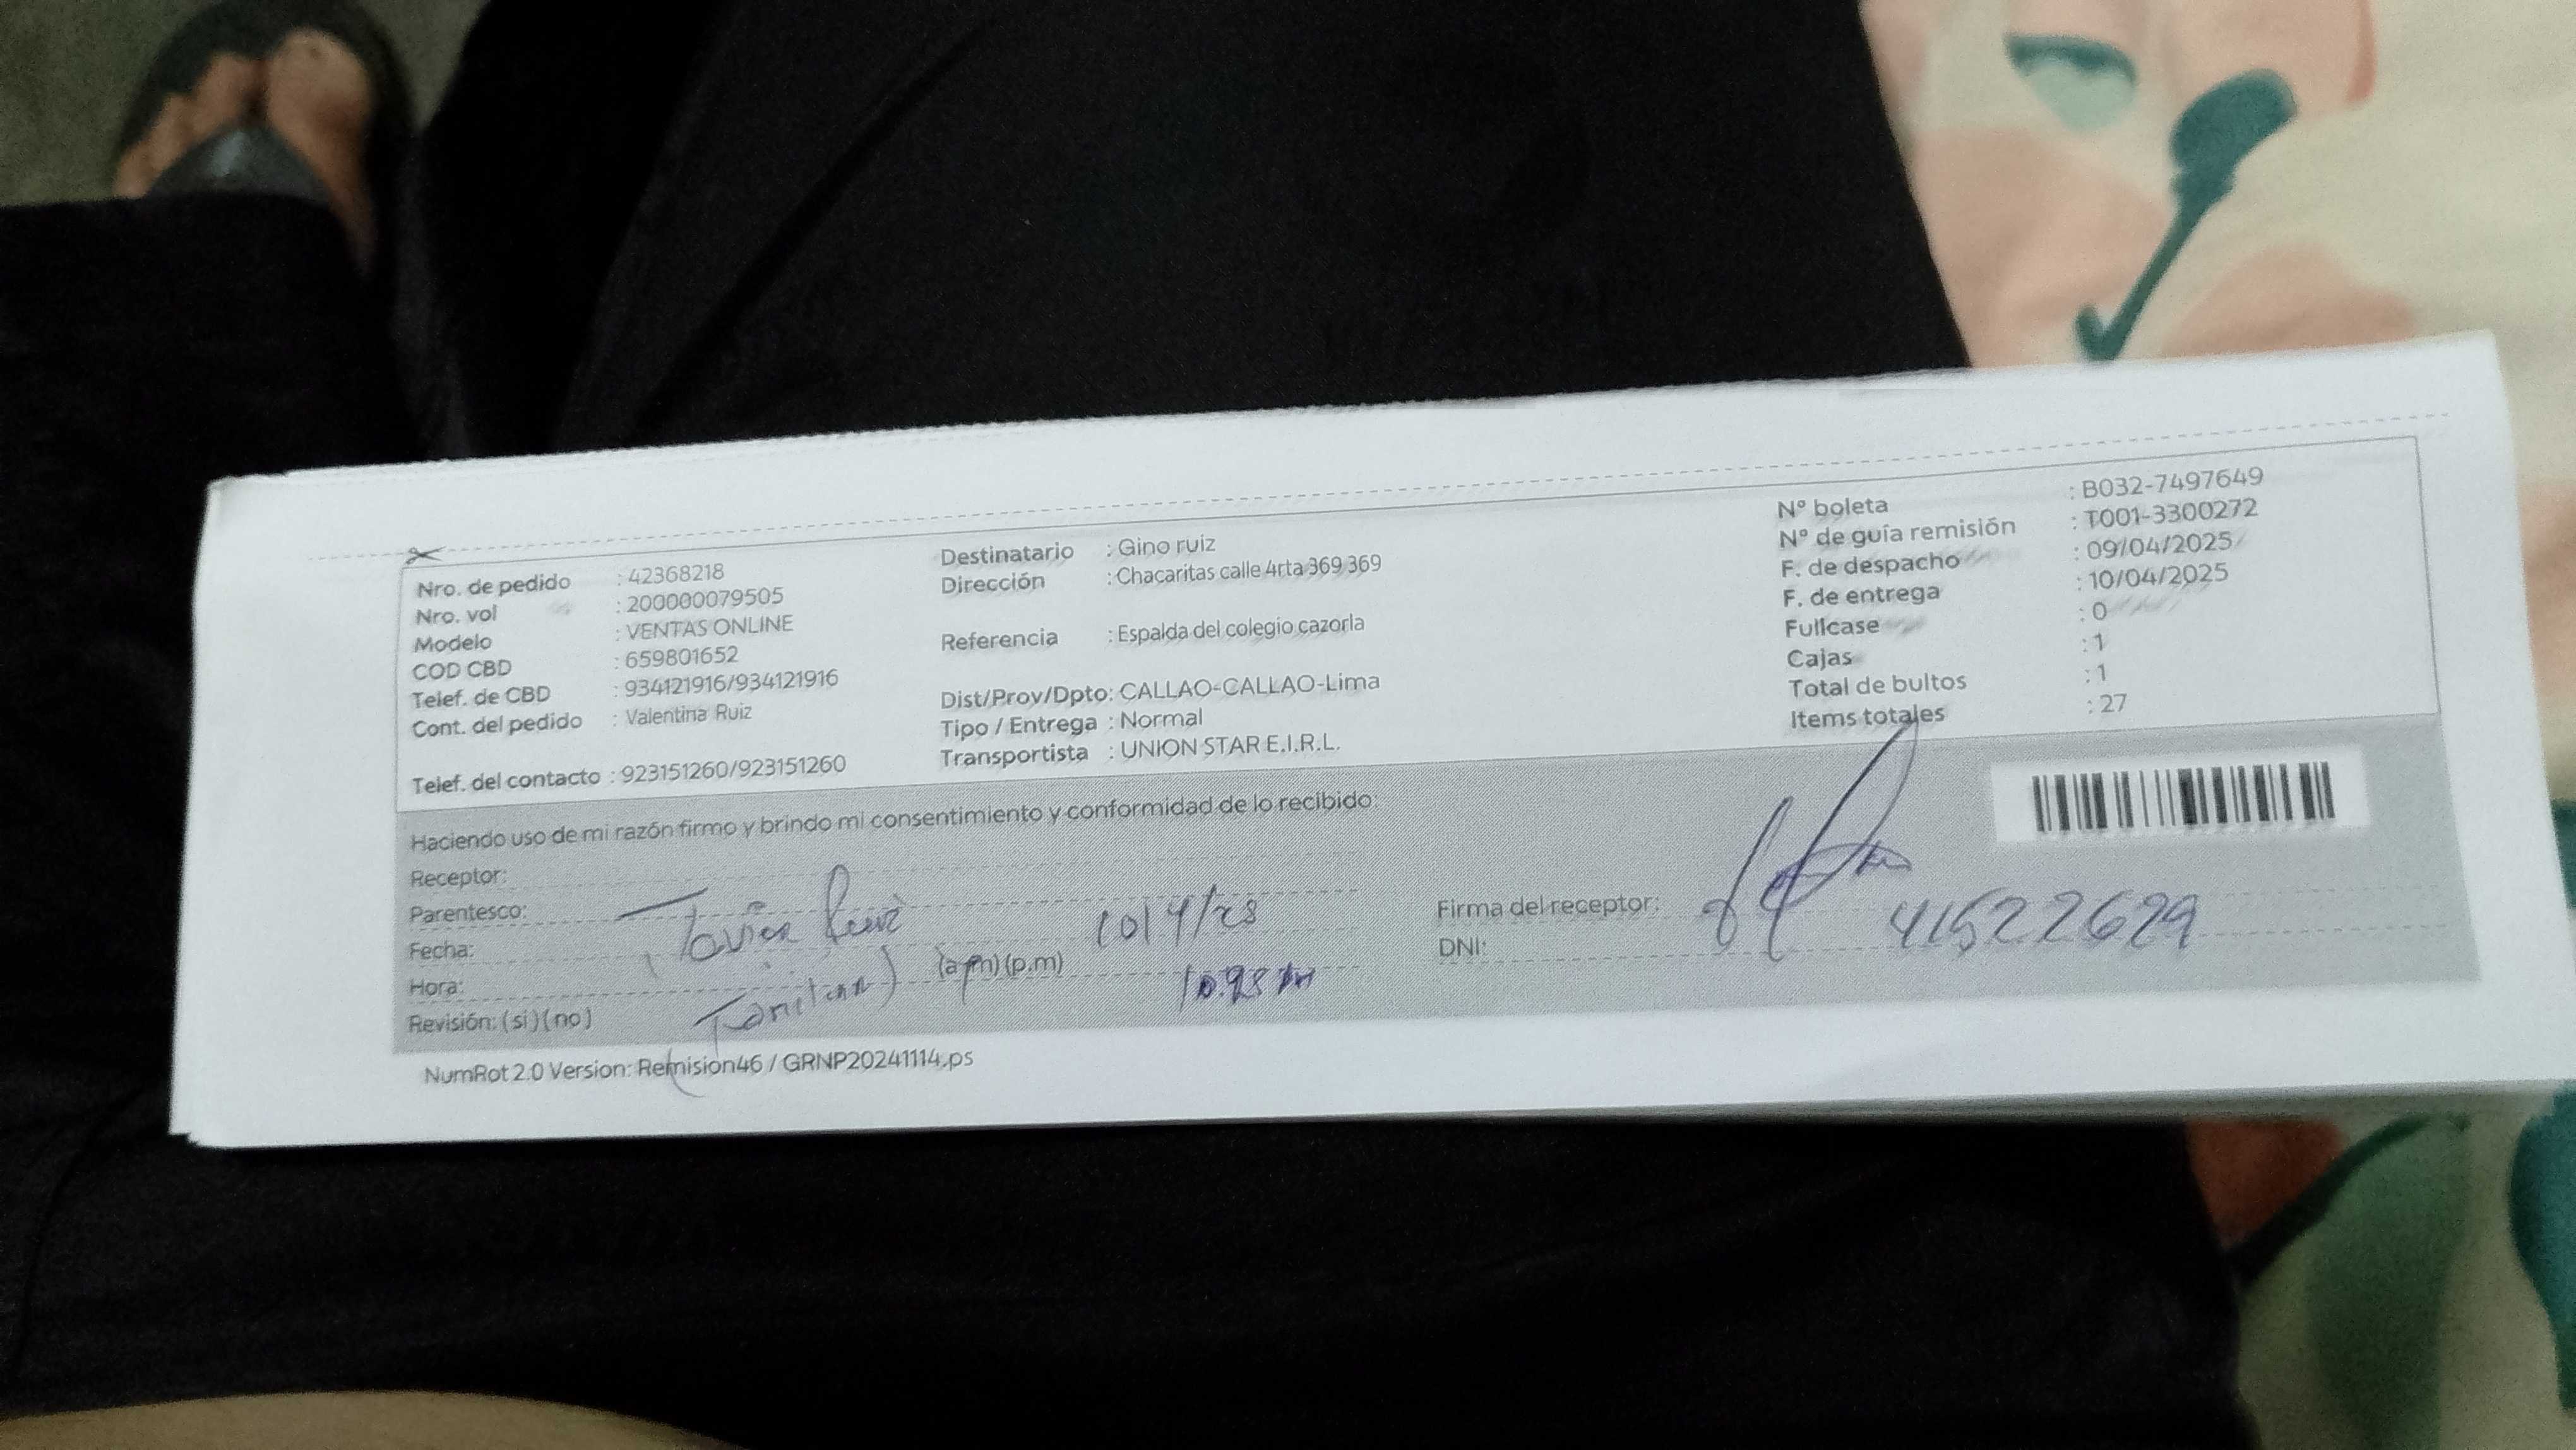 Nro. de pedido : 42368218
Nro. vol : 200000079505
Modelo : VENTAS ONLINE
COD CBD : 659801652
Telef. de CBD : 934121916/934121916
Cont. del pedido : Valentina Ruiz
Telef. del contacto : 923151260/923151260
Destinatario : Gino ruiz
Dirección : Chacaritas calle 4rta 369 369
Referencia : Espalda del colegio cazorla
Dist/Prov/Dpto: CALLAO-CALLAO-Lima
Tipo / Entrega : Normal
Transportista : UNION STAR E.I.R.L.
Nº boleta : B032-7497649
Nº de guía remisión : T001-3300272
F. de despacho : 09/04/2025
F. de entrega : 10/04/2025
Fullcase : 0
Cajas : 1
Total de bultos : 1
Items totales : 27
Haciendo uso de mi razón firmo y brindo mi consentimiento y conformidad de lo recibido:
Receptor:
Parentesco:
Fecha:
Hora: (a.m) (p.m)
Revisión: (si) (no)
Ruiz
Firma del receptor:
DNI: 41522629
NumRot 2.0 Version: Remision46 / GRNP20241114.ps